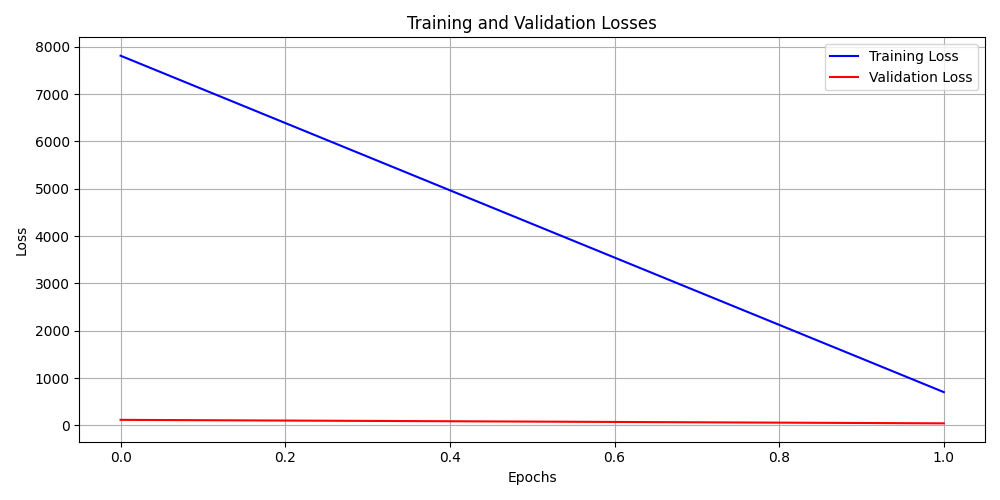 Training and Validation Losses
8000
7000
6000
5000
4000
3000
2000
1000
0
Loss
Training Loss
Validation Loss
0.0 0.2 0.4 0.6 0.8 1.0
Epochs